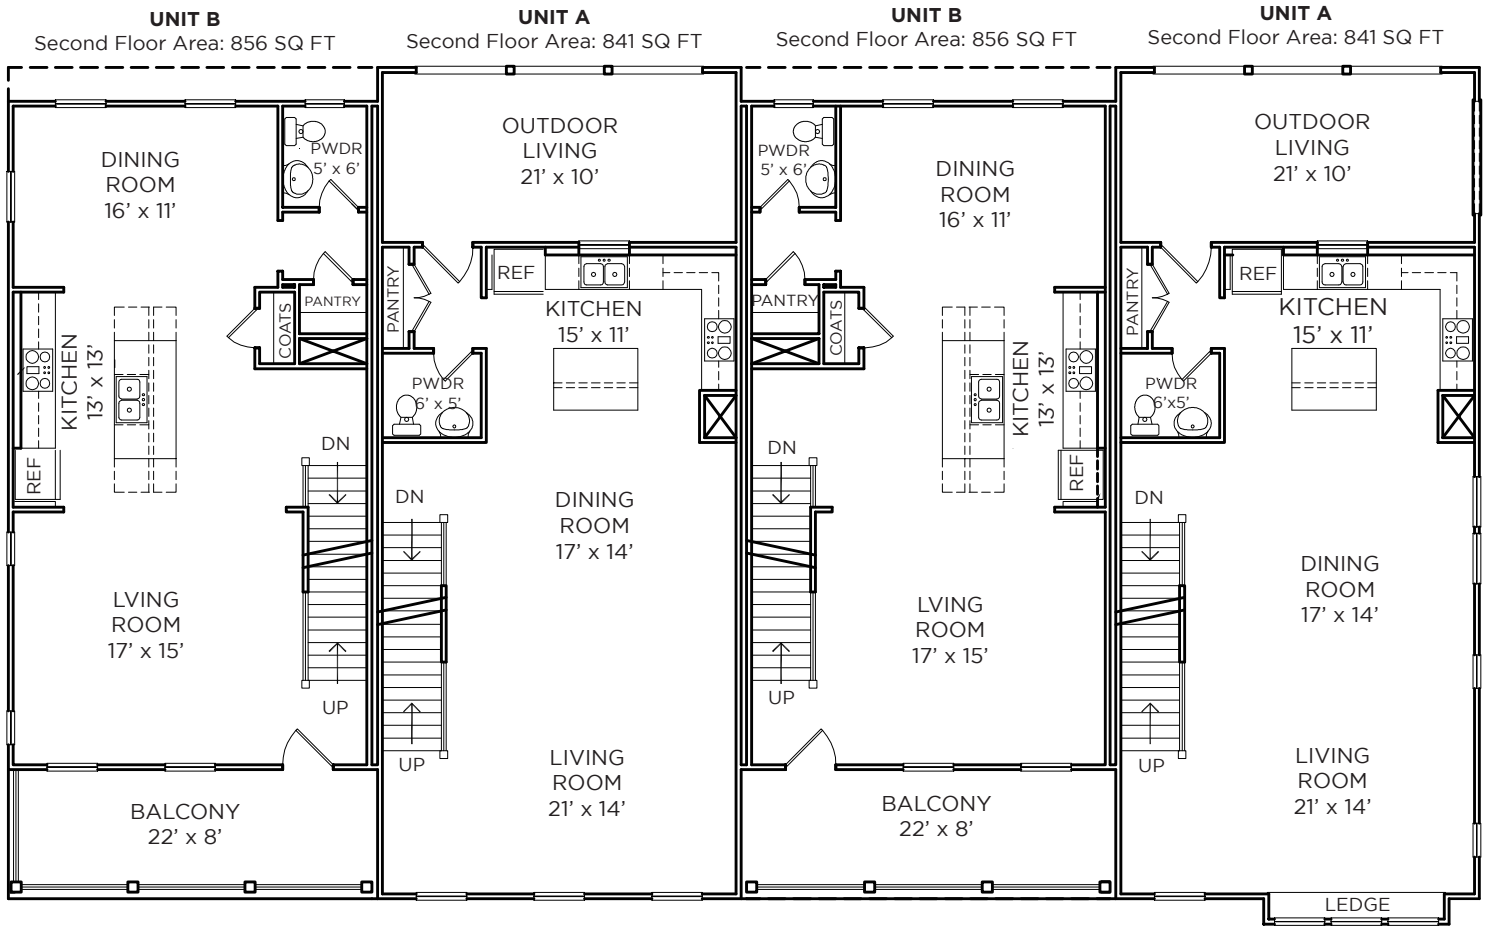 UNIT B
Second Floor Area: 856 SQ FT
DINING
ROOM
16’ x 11’
PWDR
5’ x 6’
PANTRY
COATS
KITCHEN
13’ x 13’
REF
DN
LVING
ROOM
17’ x 15’
UP
BALCONY
22’ x 8’
UNIT A
Second Floor Area: 841 SQ FT
OUTDOOR
LIVING
21’ x 10’
PANTRY
REF
KITCHEN
15’ x 11’
PWDR
6’ x 5’
DN
DINING
ROOM
17’ x 14’
UP
LIVING
ROOM
21’ x 14’
UNIT B
Second Floor Area: 856 SQ FT
PWDR
5’ x 6’
DINING
ROOM
16’ x 11’
PANTRY
COATS
KITCHEN
13’ x 13’
REF
DN
LVING
ROOM
17’ x 15’
UP
BALCONY
22’ x 8’
UNIT A
Second Floor Area: 841 SQ FT
OUTDOOR
LIVING
21’ x 10’
PANTRY
REF
KITCHEN
15’ x 11’
PWDR
6’x5’
DN
DINING
ROOM
17’ x 14’
UP
LIVING
ROOM
21’ x 14’
LEDGE